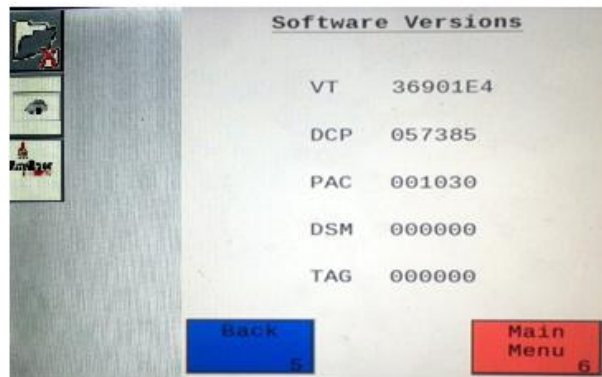 Software Versions
VT 36901E4
DCP 057385
PAC 001030
DSM 000000
TAG 000000
Back
5
Main
Menu
6